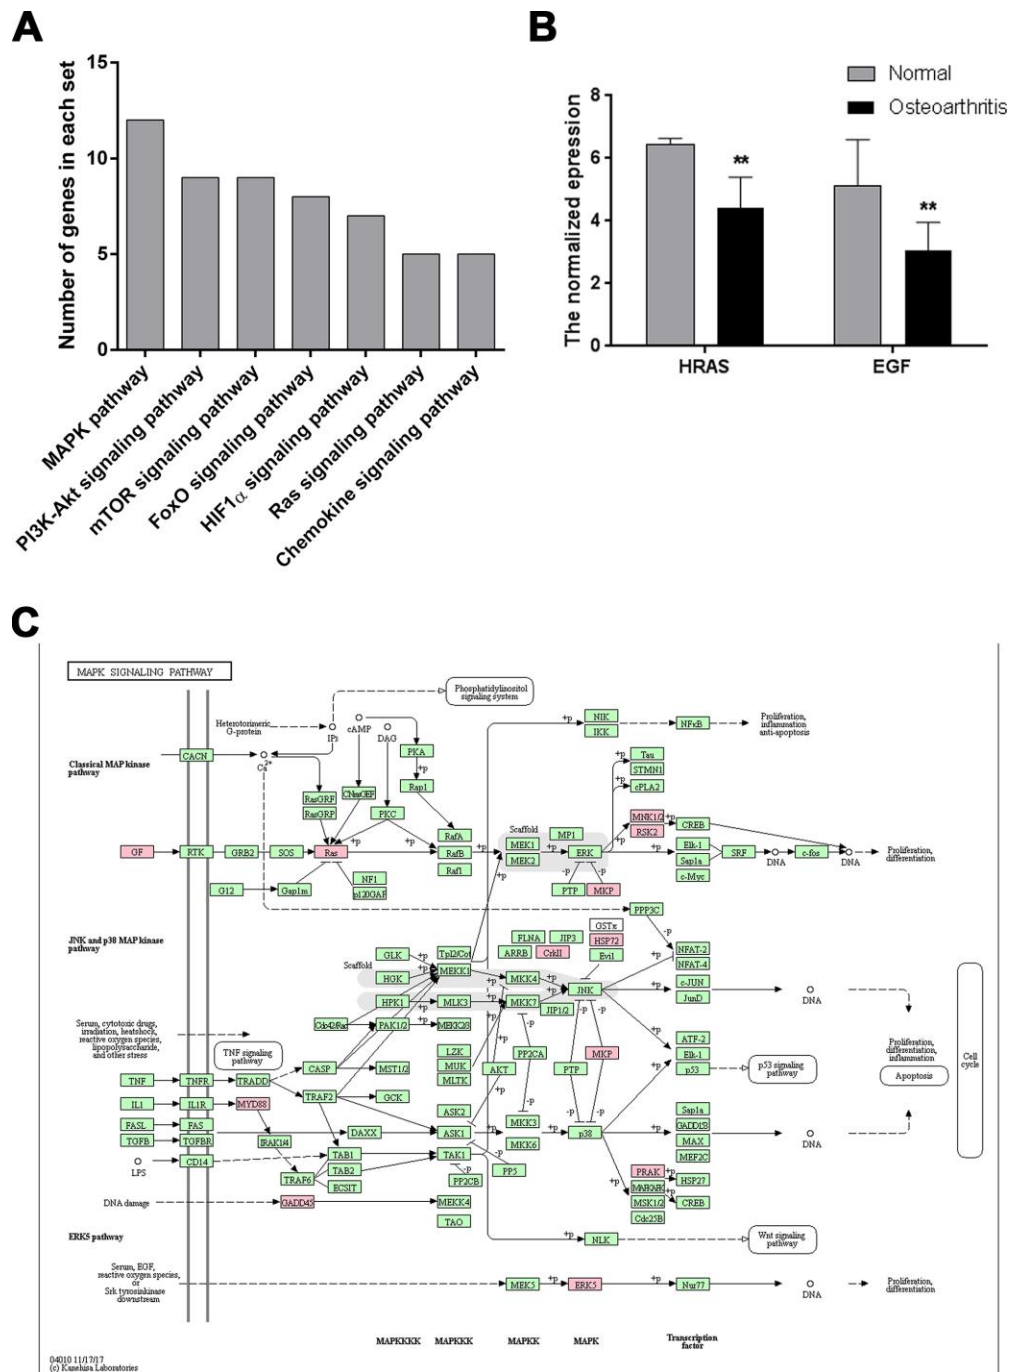 A
Number of genes in each set
15
10
5
0
MAPK pathway
PI3K-Akt signaling pathway
mTOR signaling pathway
FoxO signaling pathway
HIF1α signaling pathway
Ras signaling pathway
Chemokine signaling pathway
B
Normal
Osteoarthritis
The normalized epression
8
6
4
2
0
**
**
HRAS
EGF
C
MAPK SIGNALING PATHWAY
Phosphatidylinositol
signaling system
Heterotorimeric
G-protein
IP3
cAMP
DAG
CACN
Ca2+
Classical MAP kinase
pathway
PKA
+p
Rap1
RasGRF
RasGRP
CNrasGEF
PKC
NIK
IKK
+p
NFκB
Proliferation,
inflammation
anti-apoptosis
Tau
STMN1
cPLA2
+p
+p
MNK1/2
RSK2
+p
CREB
GF
RTK
GRB2
SOS
Ras
+p
+p
RafA
RafB
Raf1
+p
Scaffold
MEK1
MEK2
MP1
+p
ERK
+p
+p
Elk-1
Sap1a
c-Myc
SRF
DNA
c-fos
DNA
Proliferation,
differentiation
G12
Gap1m
NF1
p120GAP
+p
-p
-p
PTP
MKP
JNK and p38 MAP kinase
pathway
PPP3C
-p
NFAT-2
NFAT-4
GLK
HGK
HPK1
Scaffold
Tpl2/Cot
MEKK1
MLK3
FLNA
JIP3
ARRB
CrkII
GSTπ
HSP72
Evi1
MKK4
MKK7
JNK
JIP1/2
c-JUN
JunD
+p
DNA
Cdc42/Rac
PAK1/2
MEKK2/3
Serum, cytotoxic drugs,
irradiation, heatshock,
reactive oxygen species,
lipopolysaccharide,
and other stress
TNF signaling
pathway
LZK
MUK
MLTK
PP2CA
AKT
PTP
MKP
ATF-2
Elk-1
p53
p53 signaling
pathway
Proliferation,
differentiation,
inflammation
Apoptosis
Cell
cycle
TNF
TNFR
TRADD
CASP
MST1/2
IL1
IL1R
MYD88
TRAF2
GCK
FASL
FAS
DAXX
ASK2
ASK1
MKK3
MKK6
p38
Sap1a
GADD153
MAX
MEF2C
DNA
TGFB
TGFBR
IRAK1/4
LPS
CD14
TAB1
TAB2
ECSIT
TRAF6
TAK1
PP2CB
PP5
PRAK
MAPKAPK
MSK1/2
Cdc25B
HSP27
CREB
DNA damage
GADD45
MEKK4
TAO
ERK5 pathway
NLK
+p
Wnt signaling
pathway
Serum, EGF,
reactive oxygen species,
or
Srk tyrosinkinase
downstream
MEK5
+p
ERK5
+p
Nur77
DNA
Proliferation,
differentiation
MAPKKKK
MAPKKK
MAPKK
MAPK
Transcription
factor
04010 11/17/17
(c) Kanehisa Laboratories